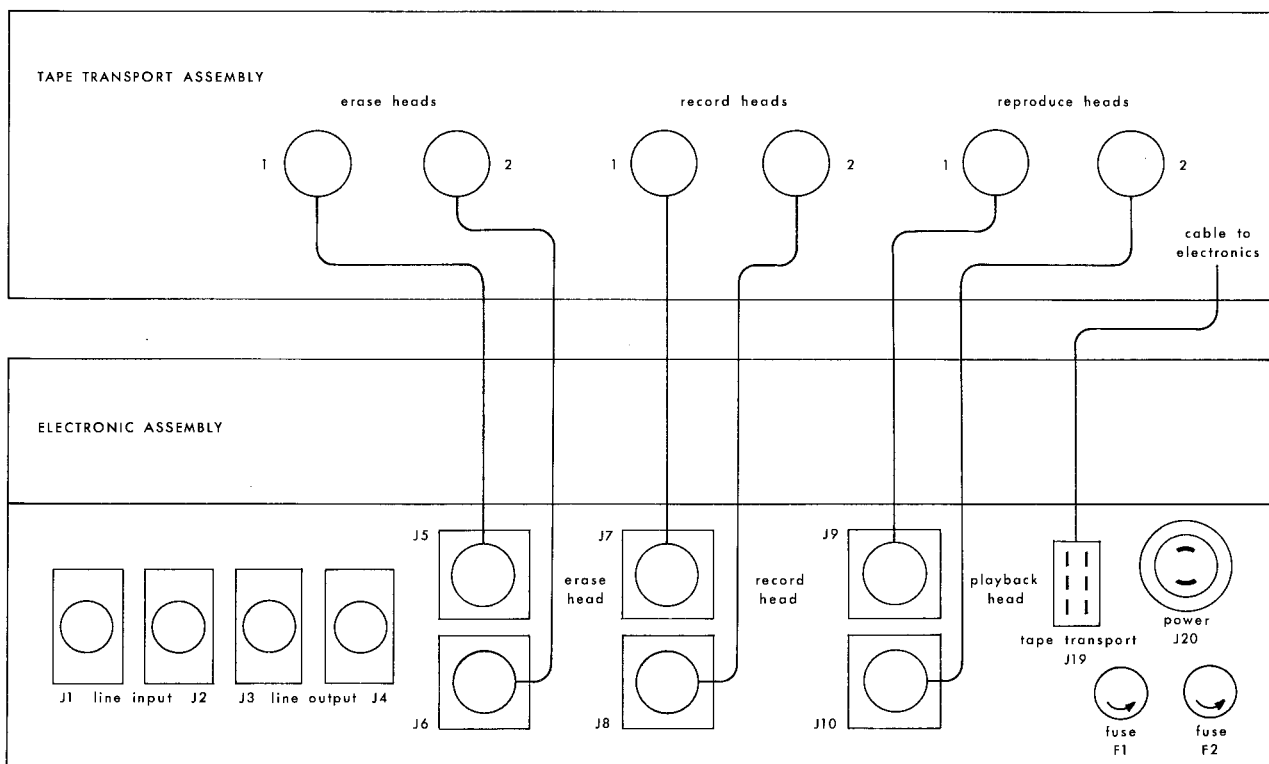 TAPE TRANSPORT ASSEMBLY
erase heads
record heads
reproduce heads
1
2
1
2
1
2
cable to
electronics
ELECTRONIC ASSEMBLY
J5
J7
J9
erase
head
record
head
playback
head
tape transport
J19
power
J20
J1 line input J2
J3 line output J4
J6
J8
J10
fuse
F1
fuse
F2